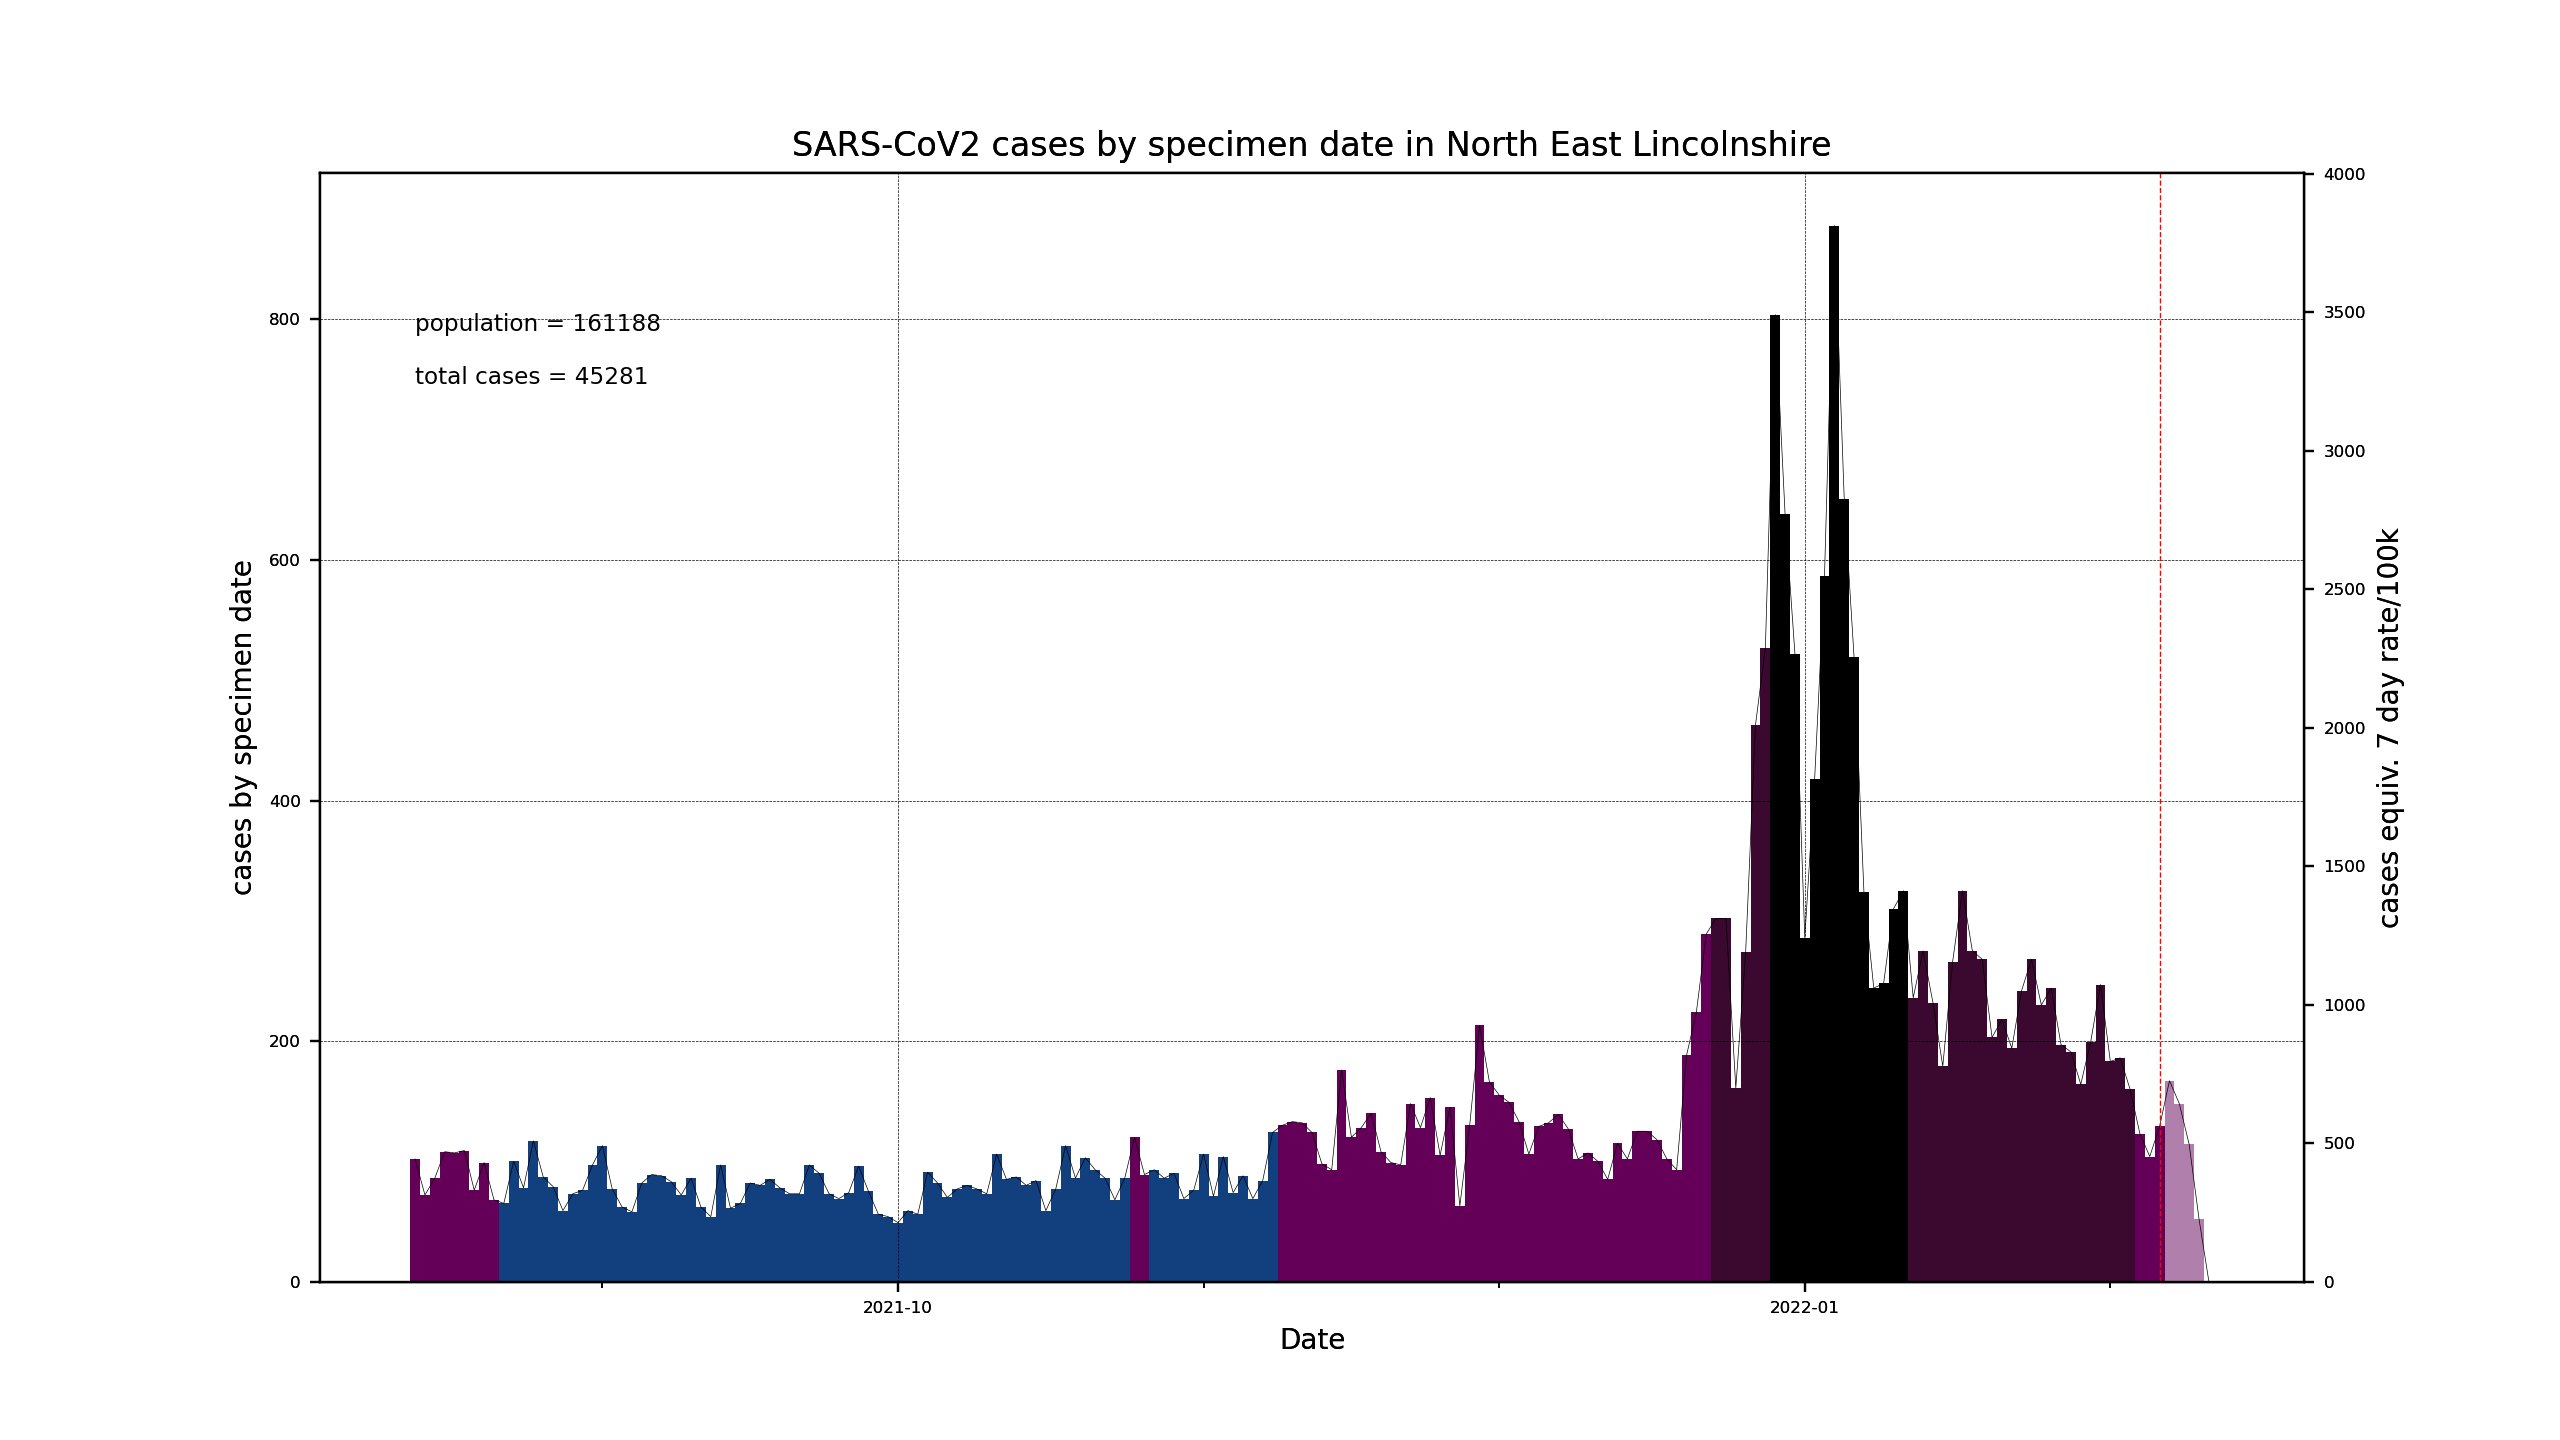 SARS-CoV2 cases by specimen date in North East Lincolnshire
population = 161188
total cases = 45281
cases by specimen date
800
600
400
200
0
4000
3500
3000
2500
2000
1500
1000
500
0
cases equiv. 7 day rate/100k
2021-10
2022-01
Date